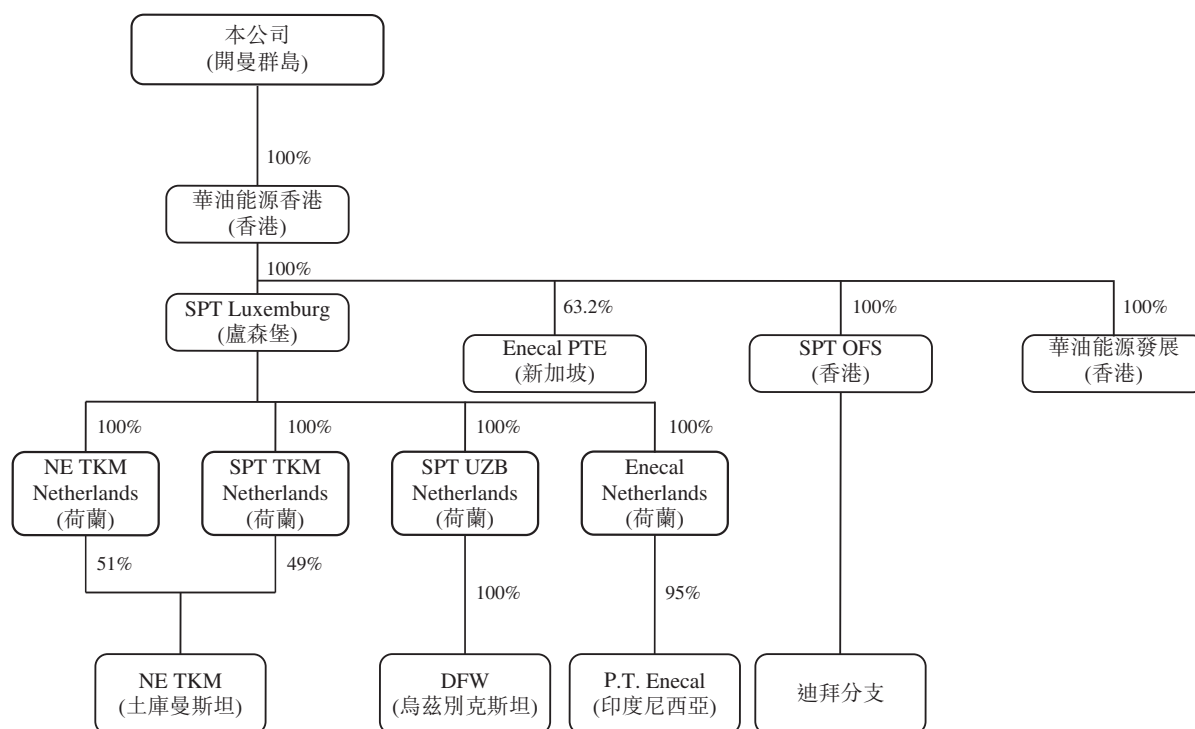 本公司
(開曼群島)
100%
華油能源香港
(香港)
100%
SPT Luxemburg
(盧森堡)
63.2%
Enecal PTE
(新加坡)
100%
SPT OFS
(香港)
100%
華油能源發展
(香港)
100%
100%
100%
100%
NE TKM
Netherlands
(荷蘭)
SPT TKM
Netherlands
(荷蘭)
SPT UZB
Netherlands
(荷蘭)
Enecal
Netherlands
(荷蘭)
51%
49%
100%
95%
NE TKM
(土庫曼斯坦)
DFW
(烏茲別克斯坦)
P.T. Enecal
(印度尼西亞)
迪拜分支